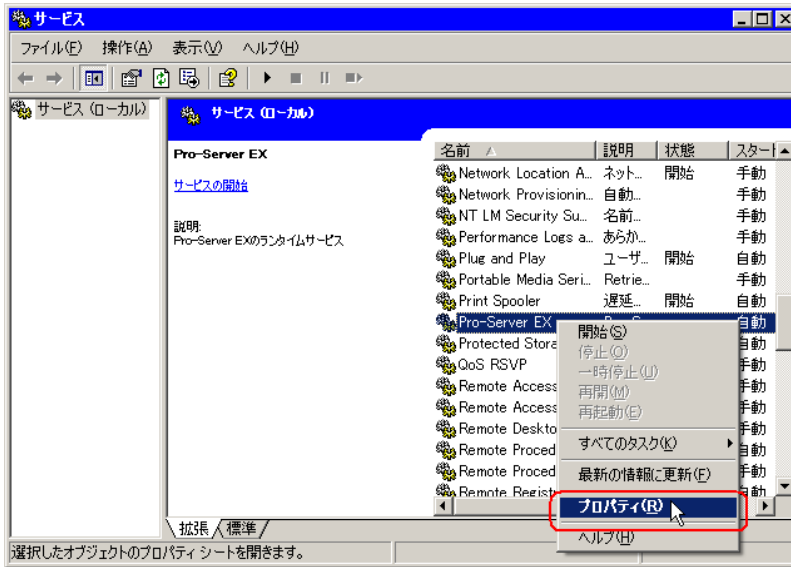 サービス
ファイル(F) 操作(A) 表示(V) ヘルプ(H)
サービス (ローカル)
サービス (ローカル)
Pro-Server EX
サービスの開始
説明:
Pro-Server EXのランタイムサービス
名前 説明 状態 スタート
Network Location A... ネット... 開始 手動
Network Provisionin... 自動... 手動
NT LM Security Su... 名前... 手動
Performance Logs a... あらか... 手動
Plug and Play ユーザ... 開始 自動
Portable Media Seri... Retrie... 手動
Print Spooler 遅延... 開始 自動
Pro-Server EX 自動
Protected Stora 自動
QoS RSVP 手動
Remote Access 手動
Remote Access 手動
Remote Deskto 手動
Remote Proced 自動
Remote Proced 手動
Remote Registr 自動
開始(S)
停止(O)
一時停止(U)
再開(M)
再起動(E)
すべてのタスク(K)
最新の情報に更新(F)
プロパティ(R)
ヘルプ(H)
拡張 標準
選択したオブジェクトのプロパティ シートを開きます。